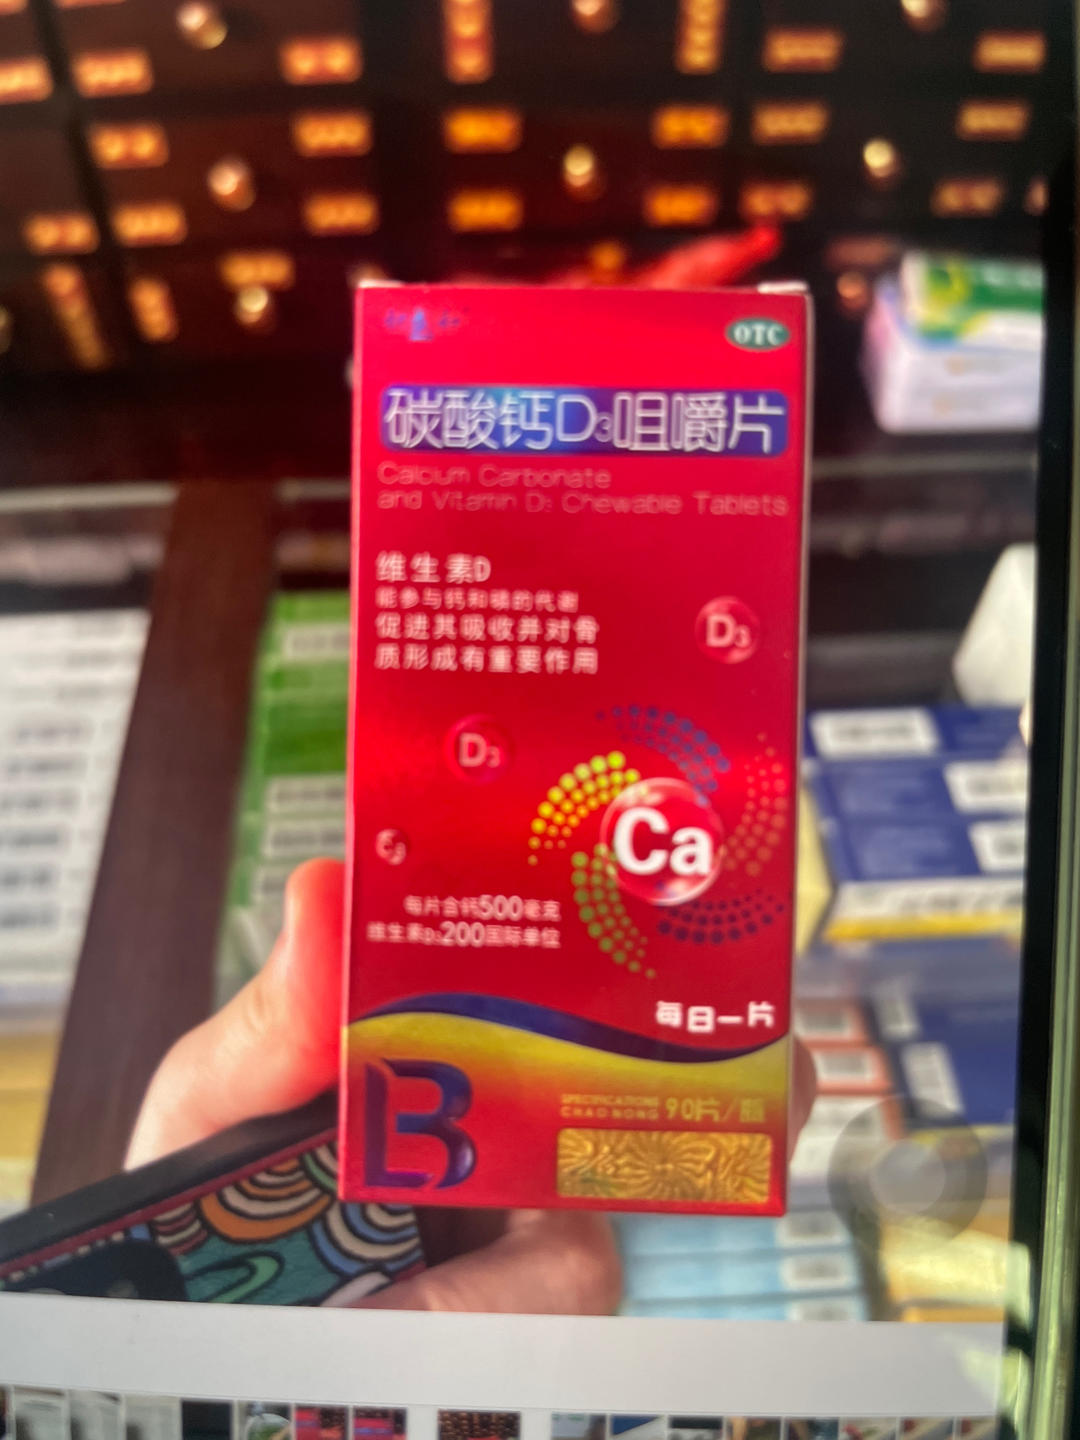 OTC
碳酸钙D3咀嚼片
Calcium Carbonate
and Vitamin D3 Chewable Tablets
维生素D
能参与钙和磷的代谢
促进其吸收并对骨
质形成有重要作用
D3
D3
Ca
每片含钙500毫克
维生素D3200国际单位
每日一片
SPECIFICATIONS
90片/瓶